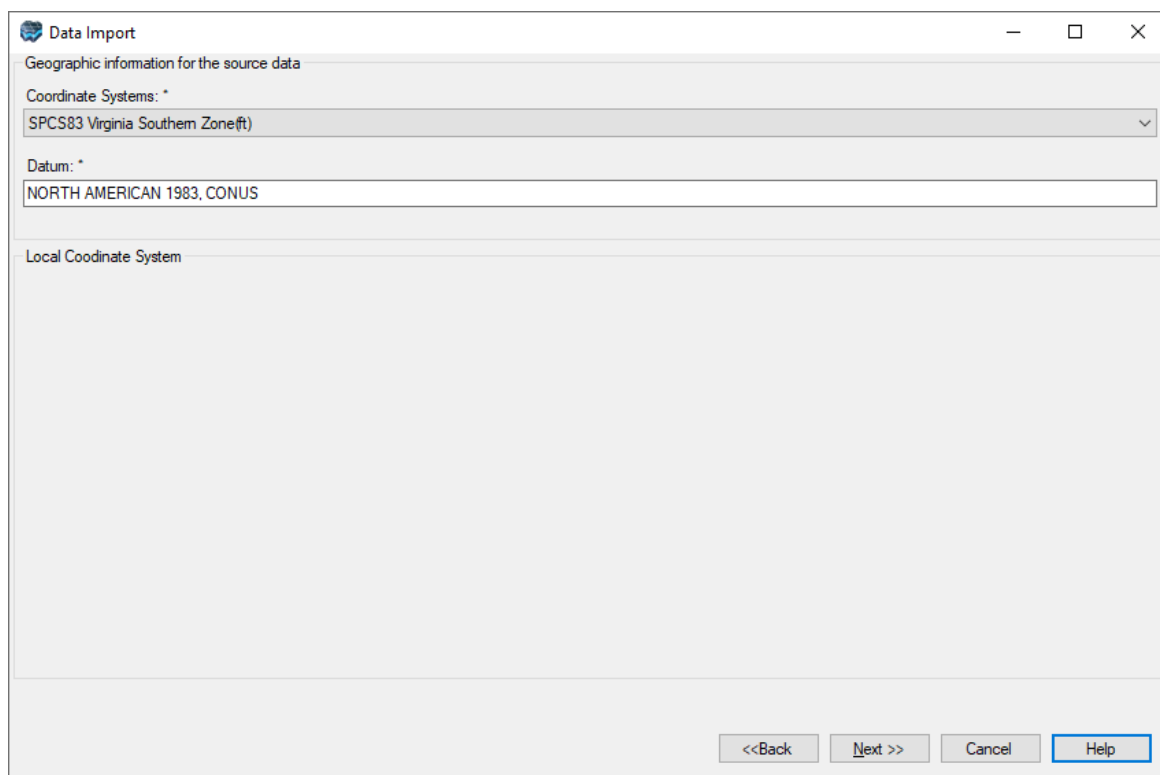 Data Import
Geographic information for the source data
Coordinate Systems: *
SPCS83 Virginia Southern Zone(ft)
Datum: *
NORTH AMERICAN 1983, CONUS
Local Coodinate System
<<Back Next >> Cancel Help